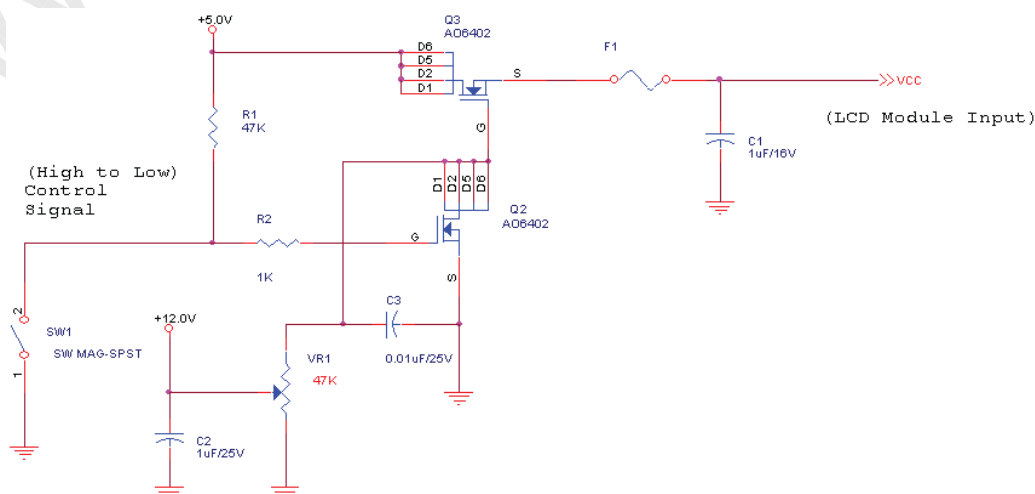 +5.0V
Q3
AO6402
D6
D5
D2
D1
S
G
F1
VCC
(LCD Module Input)
C1
1uF/16V
R1
47K
(High to Low)
Control
Signal
R2
1K
G
D1
D2
D5
D6
Q2
AO6402
S
C3
0.01uF/25V
2
SW1
SW MAG-SPST
1
+12.0V
VR1
47K
C2
1uF/25V